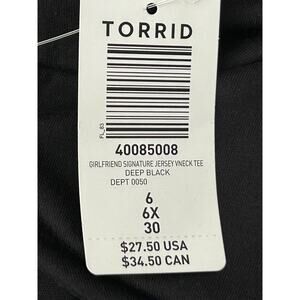 TORRID
PL_63
40085008
GIRLFRIEND SIGNATURE JERSEY VNECK TEE
DEEP BLACK
DEPT 0050
6
6X
30
$27.50 USA
$34.50 CAN